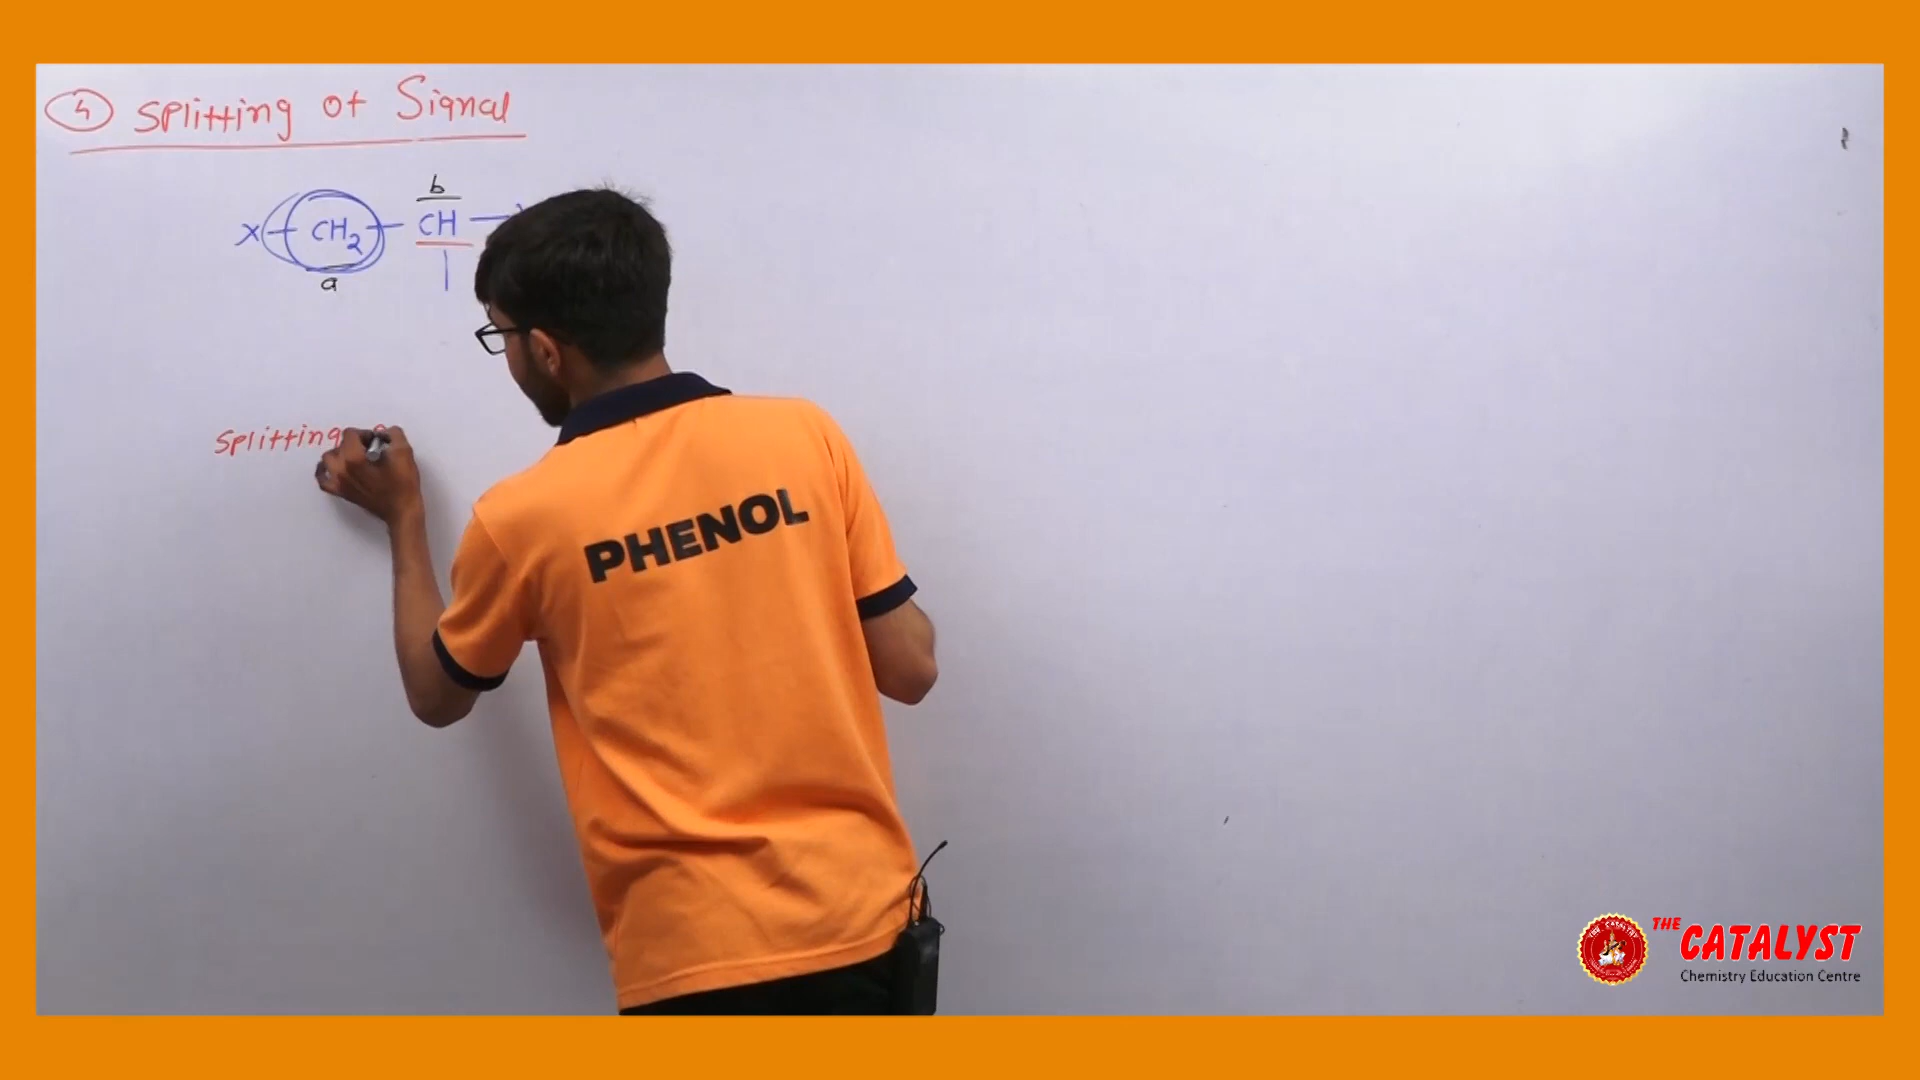 4 Splitting of Signal
b
X - CH2 - CH -
a
Splitting
PHENOL
THE CATALYST
Chemistry Education Centre